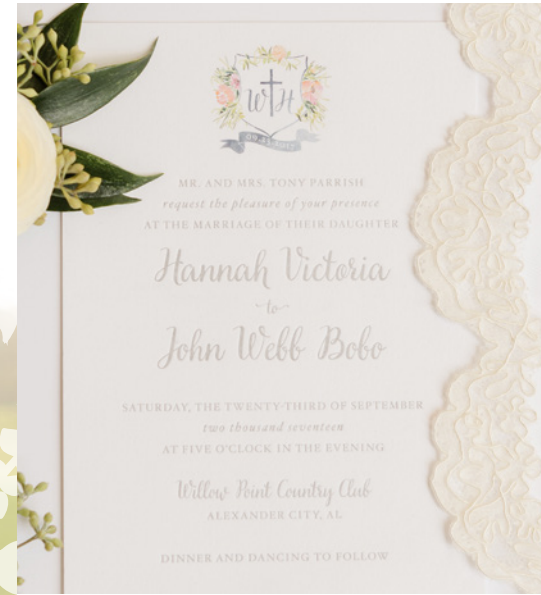 W H
MR. AND MRS. TONY PARRISH
request the pleasure of your presence
AT THE MARRIAGE OF THEIR DAUGHTER
Hannah Victoria
to
John Webb Bobo
SATURDAY, THE TWENTY-THIRD OF SEPTEMBER
two thousand seventeen
AT FIVE O'CLOCK IN THE EVENING
Willow Point Country Club
ALEXANDER CITY, AL
DINNER AND DANCING TO FOLLOW